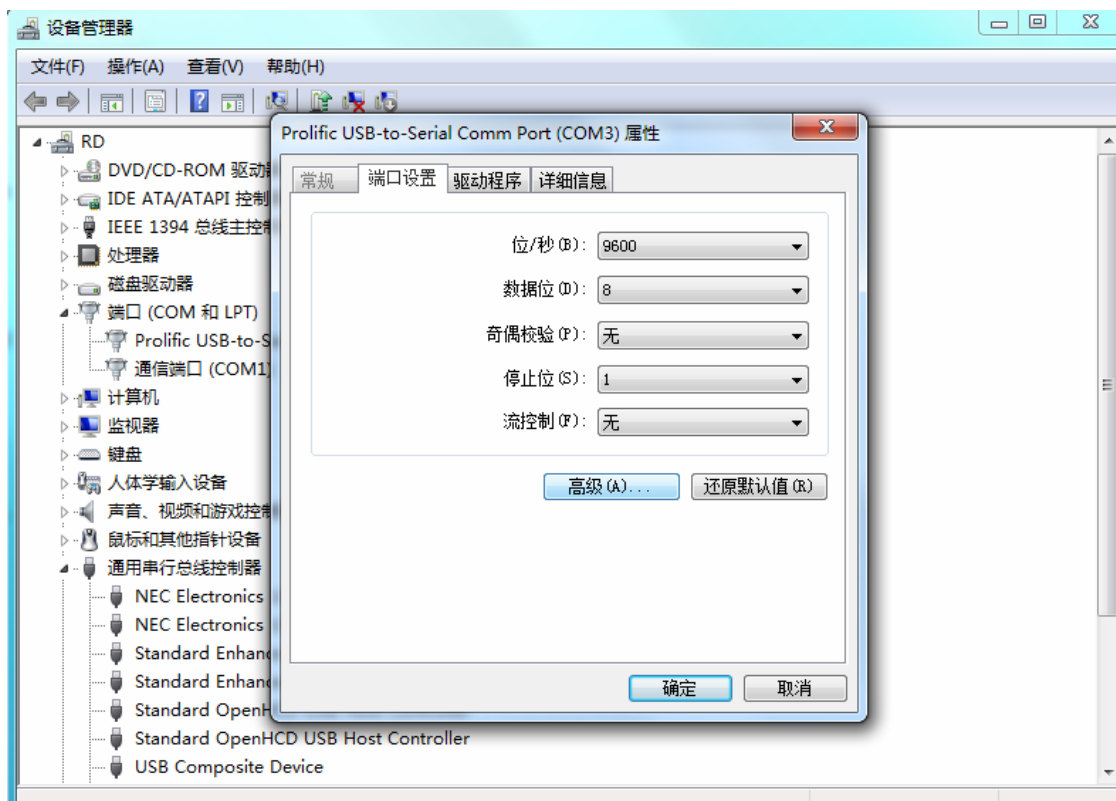 设备管理器
文件(F) 操作(A) 查看(V) 帮助(H)
RD
DVD/CD-ROM 驱动
IDE ATA/ATAPI 控制
IEEE 1394 总线主控
处理器
磁盘驱动器
端口 (COM 和 LPT)
Prolific USB-to-S
通信端口 (COM1)
计算机
监视器
键盘
人体学输入设备
声音、视频和游戏控
鼠标和其他指针设备
通用串行总线控制器
NEC Electronics
NEC Electronics
Standard Enhan
Standard Enhan
Standard OpenH
Standard OpenHCD USB Host Controller
USB Composite Device
Prolific USB-to-Serial Comm Port (COM3) 属性
常规 端口设置 驱动程序 详细信息
位/秒(B): 9600
数据位(D): 8
奇偶校验(P): 无
停止位(S): 1
流控制(F): 无
高级(A)... 还原默认值(R)
确定 取消